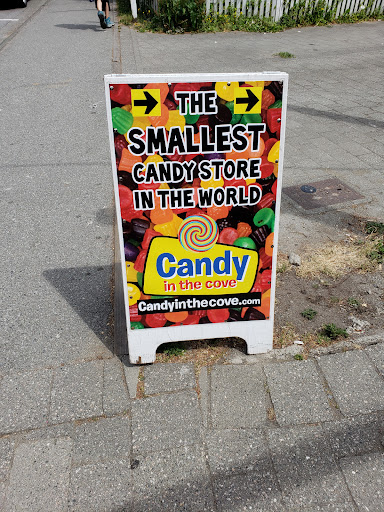 THE
SMALLEST
CANDY STORE
IN THE WORLD
Candy
in the cove
Candyinthecove.com